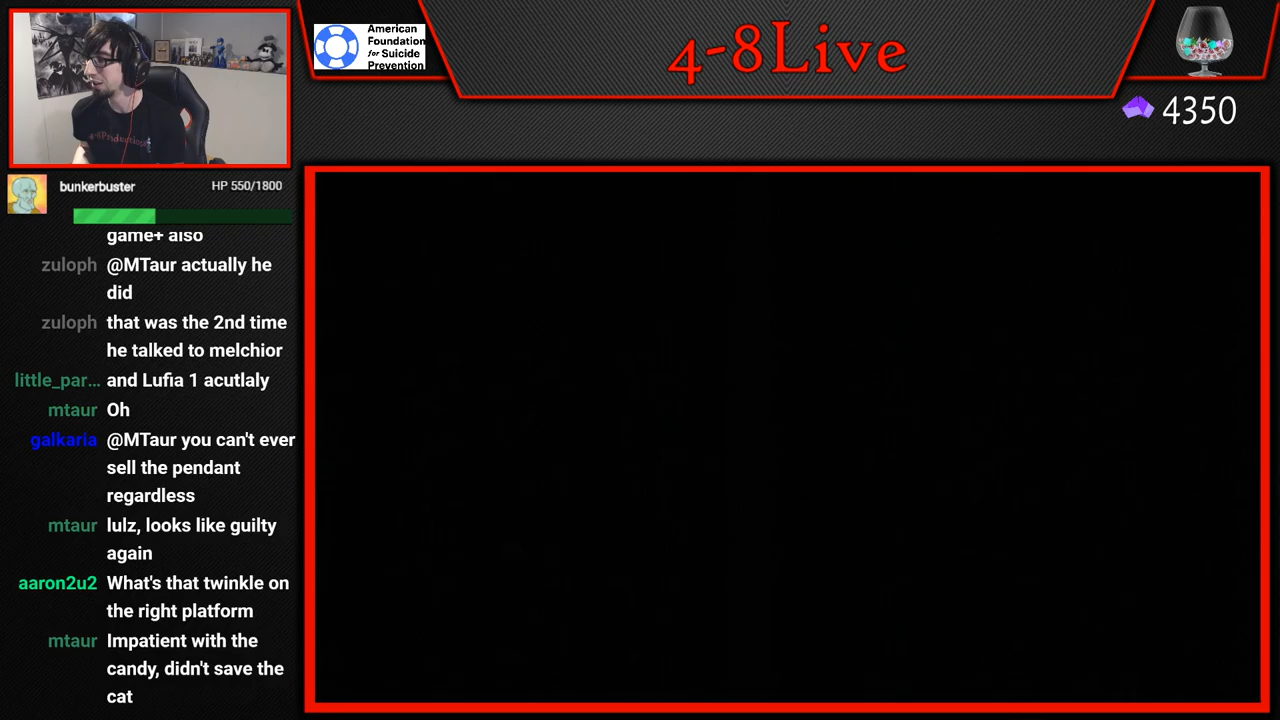 American
Foundation
for Suicide
Prevention
4-8Live
4350
bunkerbuster
HP 550/1800
game+ also
zuloph @MTaur actually he
did
zuloph that was the 2nd time
he talked to melchior
little_par... and Lufia 1 acutlaly
mtaur Oh
galkaria @MTaur you can't ever
sell the pendant
regardless
mtaur lulz, looks like guilty
again
aaron2u2 What's that twinkle on
the right platform
mtaur Impatient with the
candy, didn't save the
cat